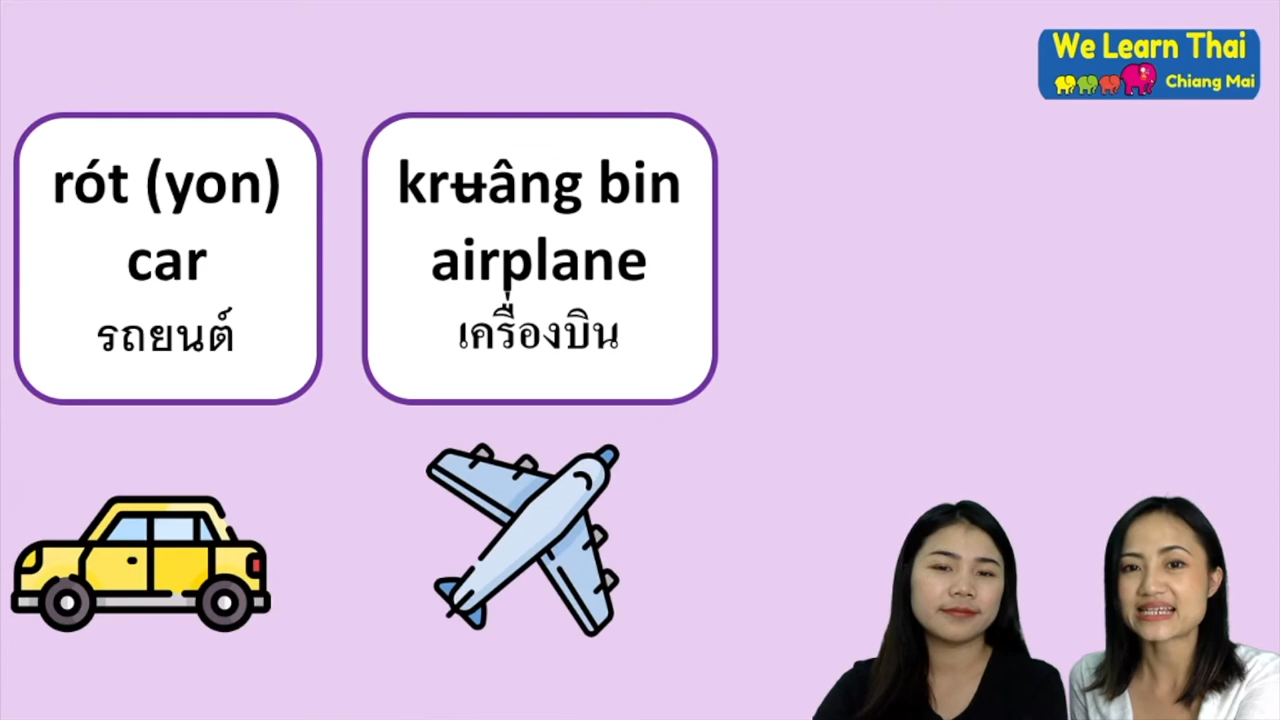 We Learn Thai
Chiang Mai
rót (yon)
car
รถยนต์
krʉâng bin
airplane
เครื่องบิน